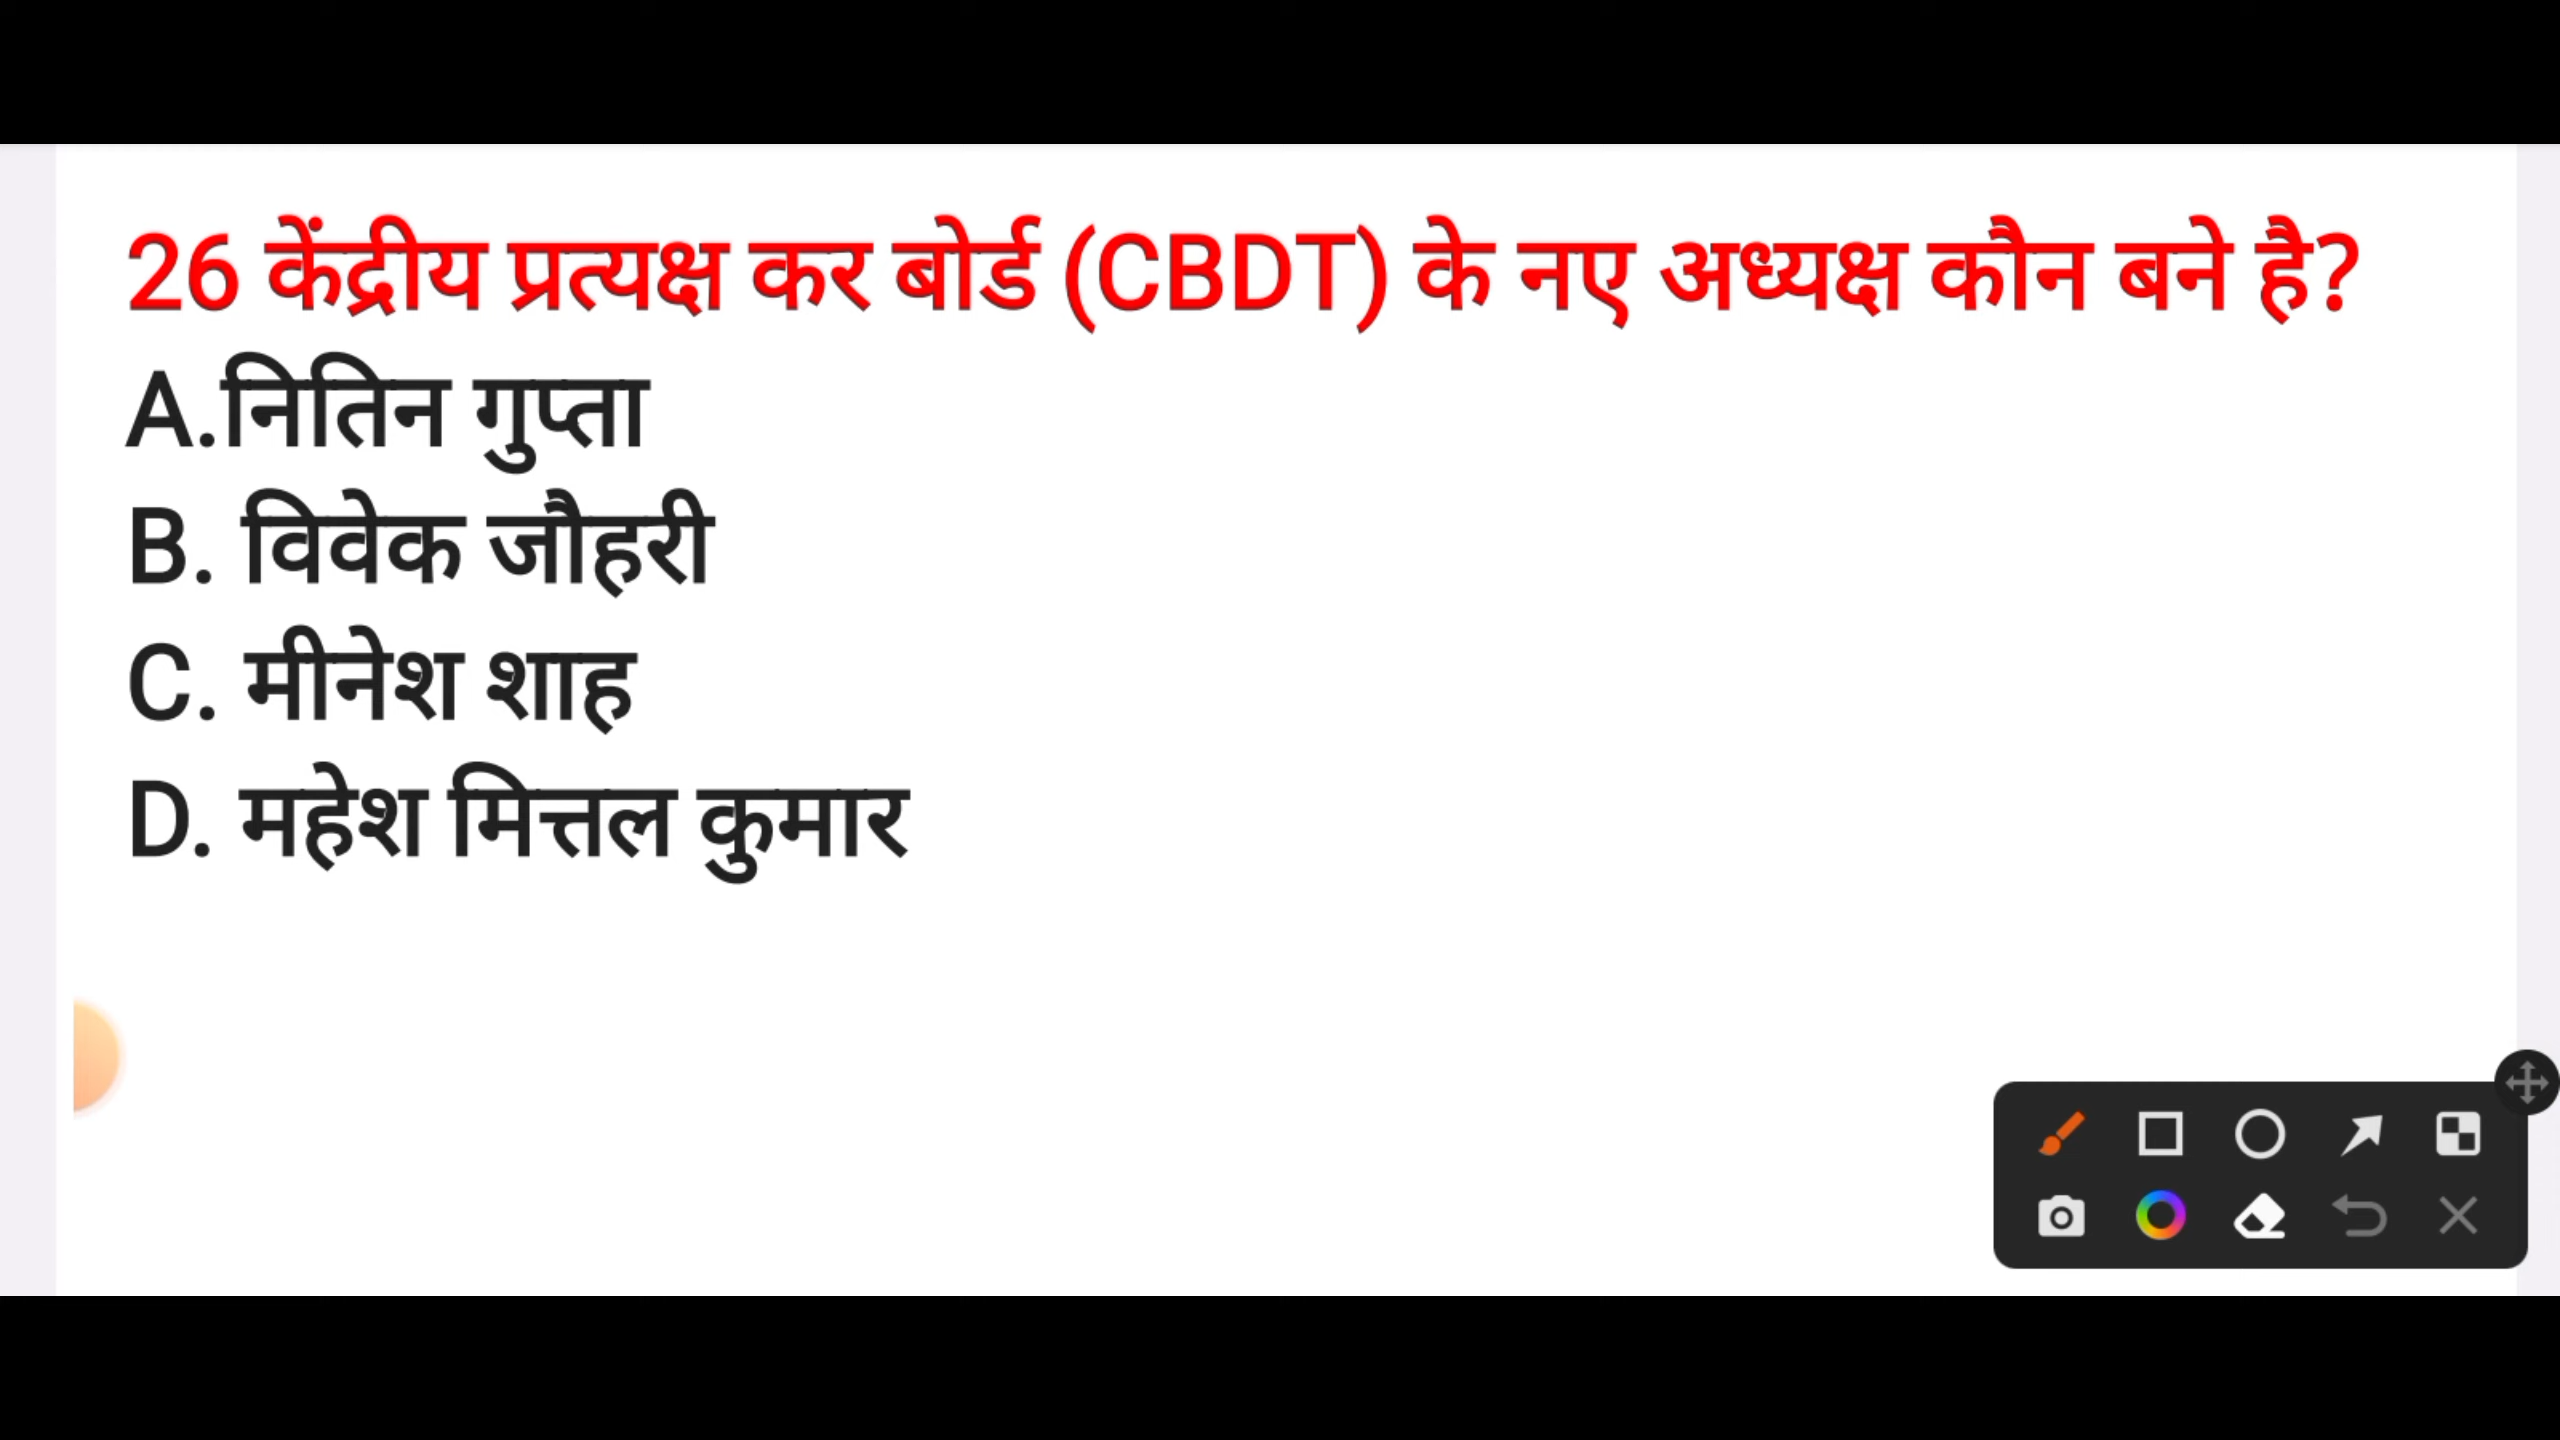 26 केंद्रीय प्रत्यक्ष कर बोर्ड (CBDT) के नए अध्यक्ष कौन बने है?
A.नितिन गुप्ता
B. विवेक जौहरी
C. मीनेश शाह
D. महेश मित्तल कुमार